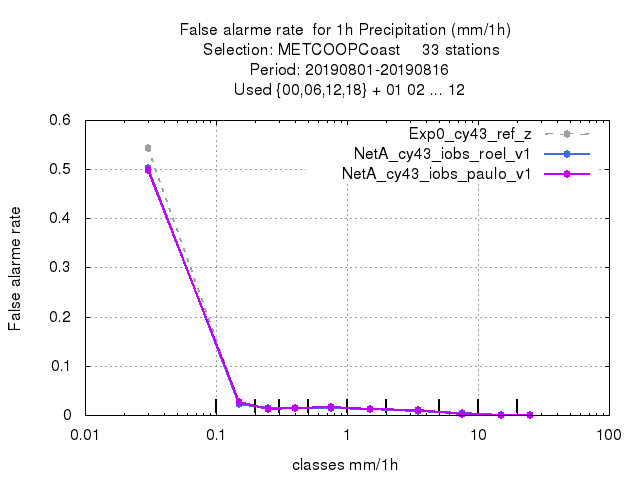 False alarme rate  for 1h Precipitation (mm/1h)
Selection: METCOOPCoast    33 stations
Period: 20190801-20190816
Used {00,06,12,18} + 01 02 ... 12
Exp0_cy43_ref_z
NetA_cy43_iobs_roel_v1
NetA_cy43_iobs_paulo_v1
False alarme rate
0.6
0.5
0.4
0.3
0.2
0.1
0
0.01 0.1 1 10 100
classes mm/1h